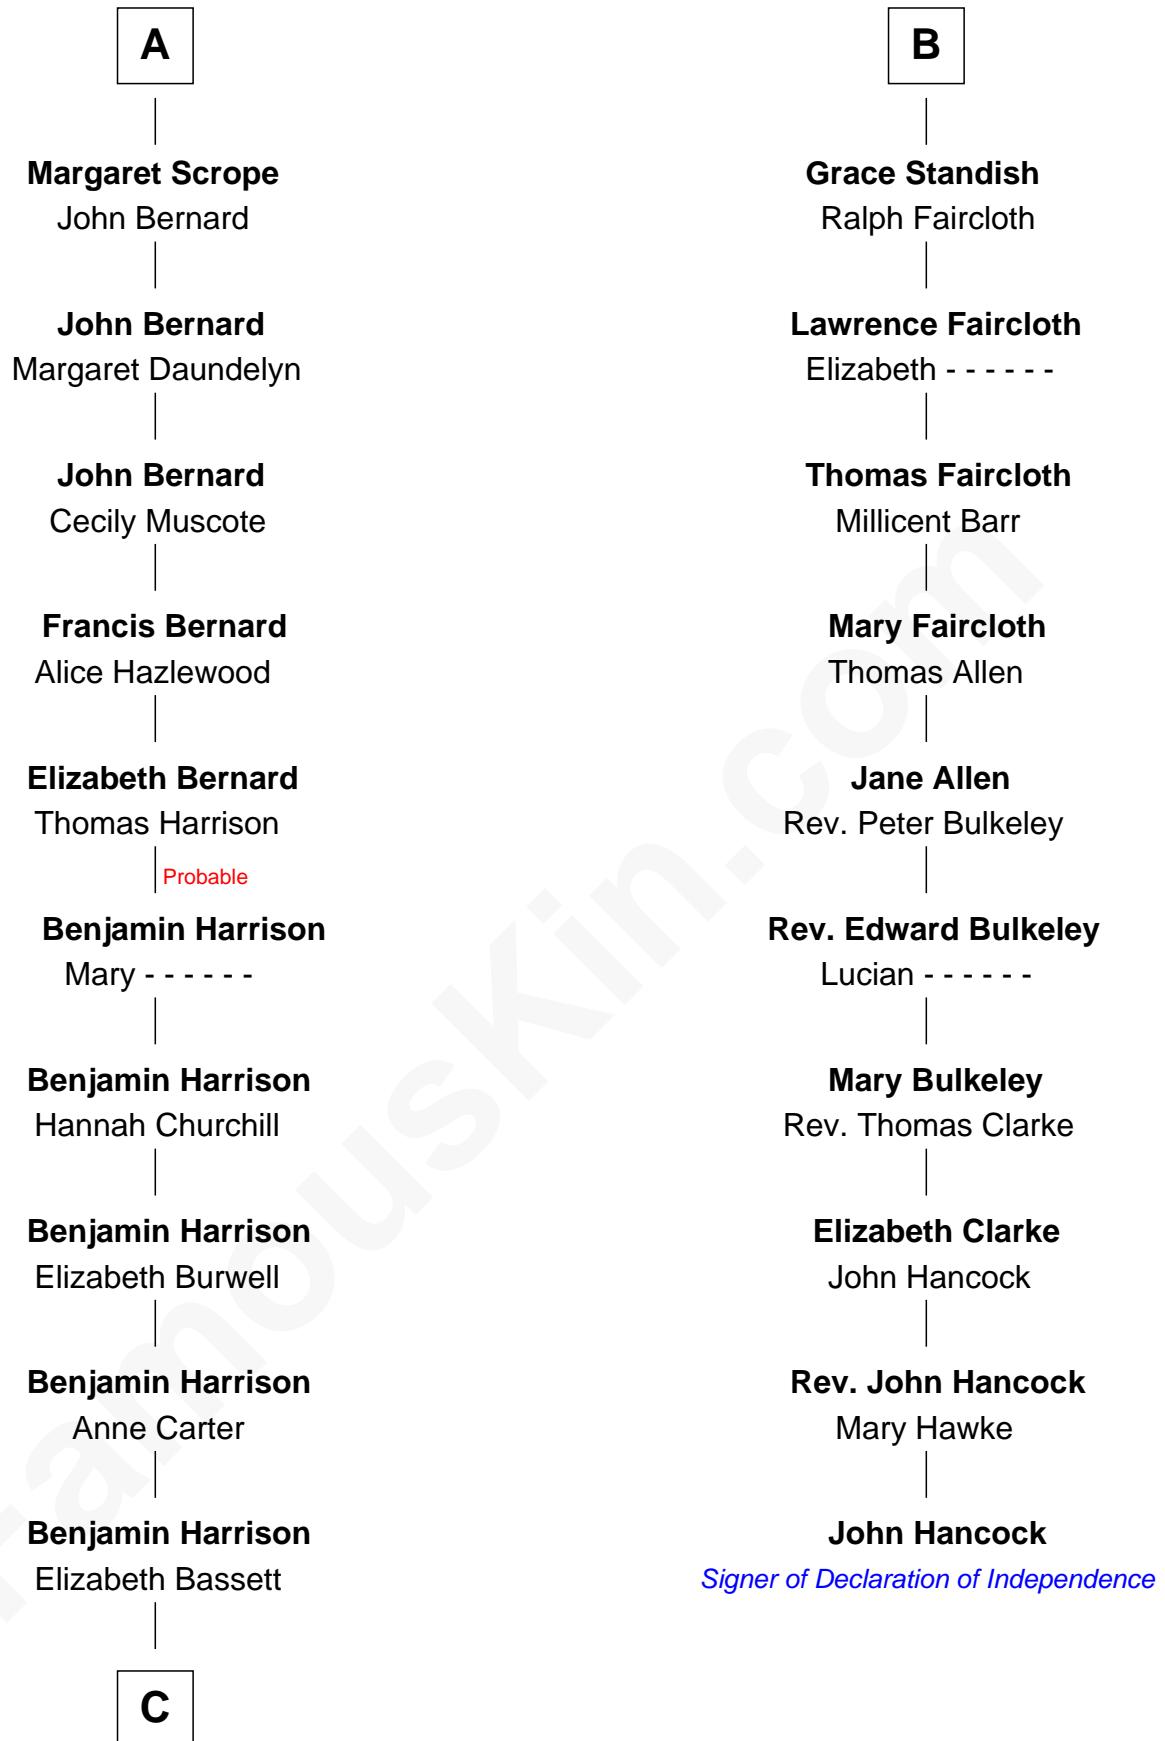 A
Margaret Scrope
John Bernard
John Bernard
Margaret Daundelyn
John Bernard
Cecily Muscote
Francis Bernard
Alice Hazlewood
Elizabeth Bernard
Thomas Harrison
Probable
Benjamin Harrison
Mary - - - - - -
Benjamin Harrison
Hannah Churchill
Benjamin Harrison
Elizabeth Burwell
Benjamin Harrison
Anne Carter
Benjamin Harrison
Elizabeth Bassett
C
B
Grace Standish
Ralph Faircloth
Lawrence Faircloth
Elizabeth - - - - - -
Thomas Faircloth
Millicent Barr
Mary Faircloth
Thomas Allen
Jane Allen
Rev. Peter Bulkeley
Rev. Edward Bulkeley
Lucian - - - - - -
Mary Bulkeley
Rev. Thomas Clarke
Elizabeth Clarke
John Hancock
Rev. John Hancock
Mary Hawke
John Hancock
Signer of Declaration of Independence
FamousKin.com